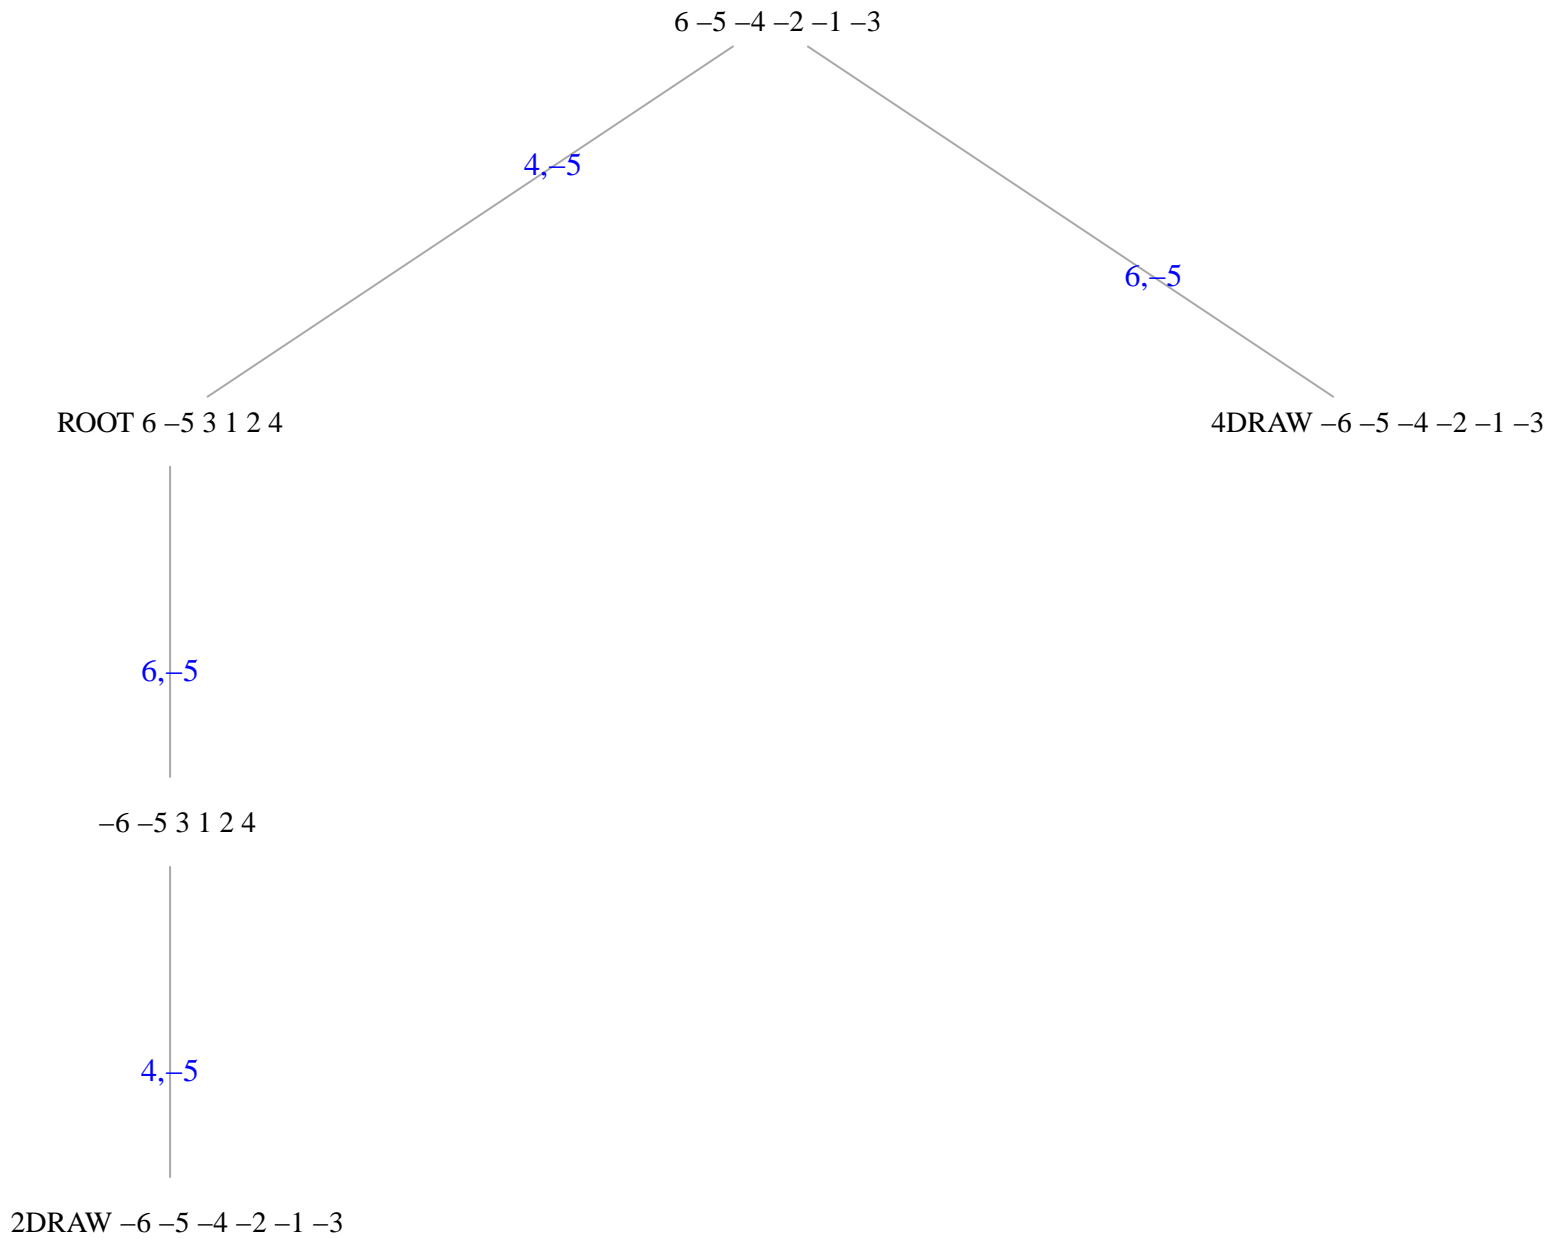 6 –5 –4 –2 –1 –3
4,–5
6,–5
ROOT 6 –5 3 1 2 4
4DRAW –6 –5 –4 –2 –1 –3
6,–5
–6 –5 3 1 2 4
4,–5
2DRAW –6 –5 –4 –2 –1 –3